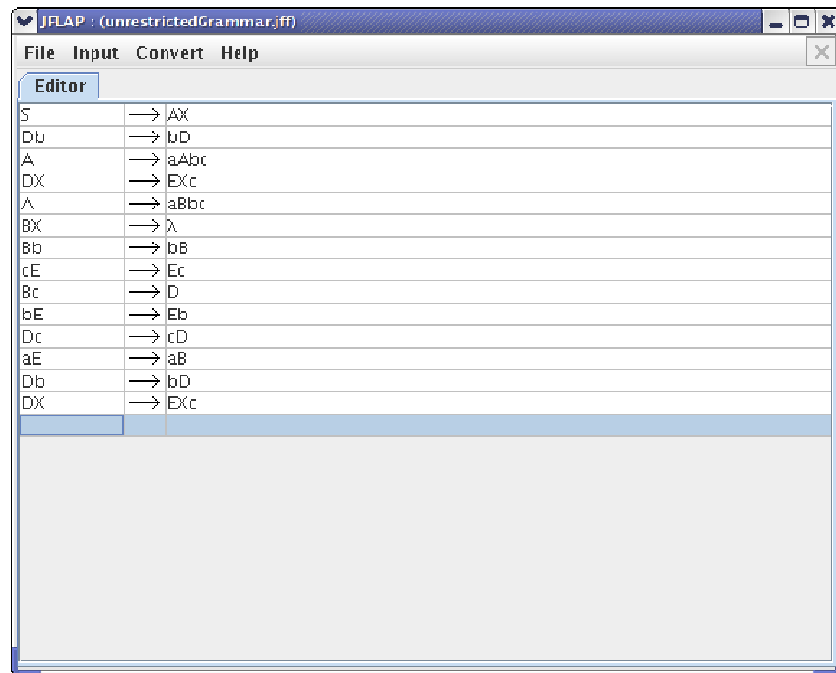 JFLAP : (unrestrictedGrammar.jff)
File Input Convert Help
Editor
S → AX
Db → bD
A → aAbc
DX → EXc
A → aBbc
BX → λ
Bb → bB
cE → Ec
Bc → D
bE → Eb
Dc → cD
aE → aB
Db → bD
DX → EXc